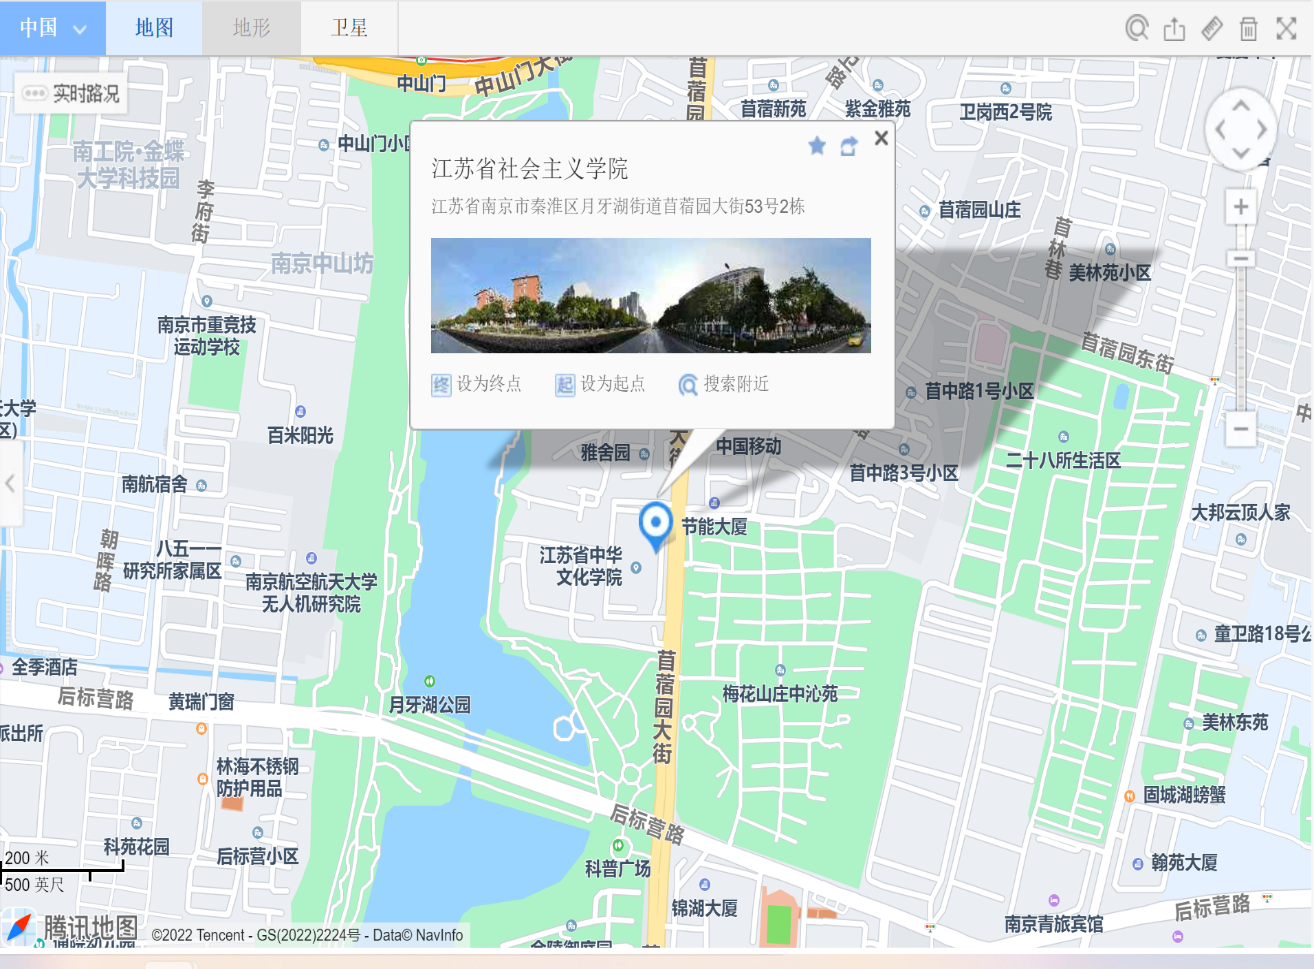 中国
地图
地形
卫星
实时路况
中山门
中山门大街
苜蓿园
苜蓿新苑
紫金雅苑
卫岗西2号院
中山门小区
南工院·金蝶
大学科技园
李府街
南京中山坊
江苏省社会主义学院
江苏省南京市秦淮区月牙湖街道苜蓿园大街53号2栋
设为终点
设为起点
搜索附近
苜蓿园山庄
苜林巷
美林苑小区
南京市重竞技
运动学校
苜蓿园东街
苜中路1号小区
百米阳光
雅舍园
大街
中国移动
苜中路3号小区
二十八所生活区
南航宿舍
大邦云顶人家
节能大厦
朝晖路
八五一一
研究所家属区
江苏省中华
文化学院
南京航空航天大学
无人机研究院
童卫路18号公
全季酒店
后标营路
黄瑞门窗
月牙湖公园
苜蓿园大街
梅花山庄中沁苑
美林东苑
派出所
林海不锈钢
防护用品
固城湖螃蟹
后标营路
科苑花园
后标营小区
科普广场
翰苑大厦
200 米
500 英尺
锦湖大厦
后标营路
南京青旅宾馆
腾讯地图
©2022 Tencent - GS(2022)2224号 - Data© NavInfo
金陵御庭园